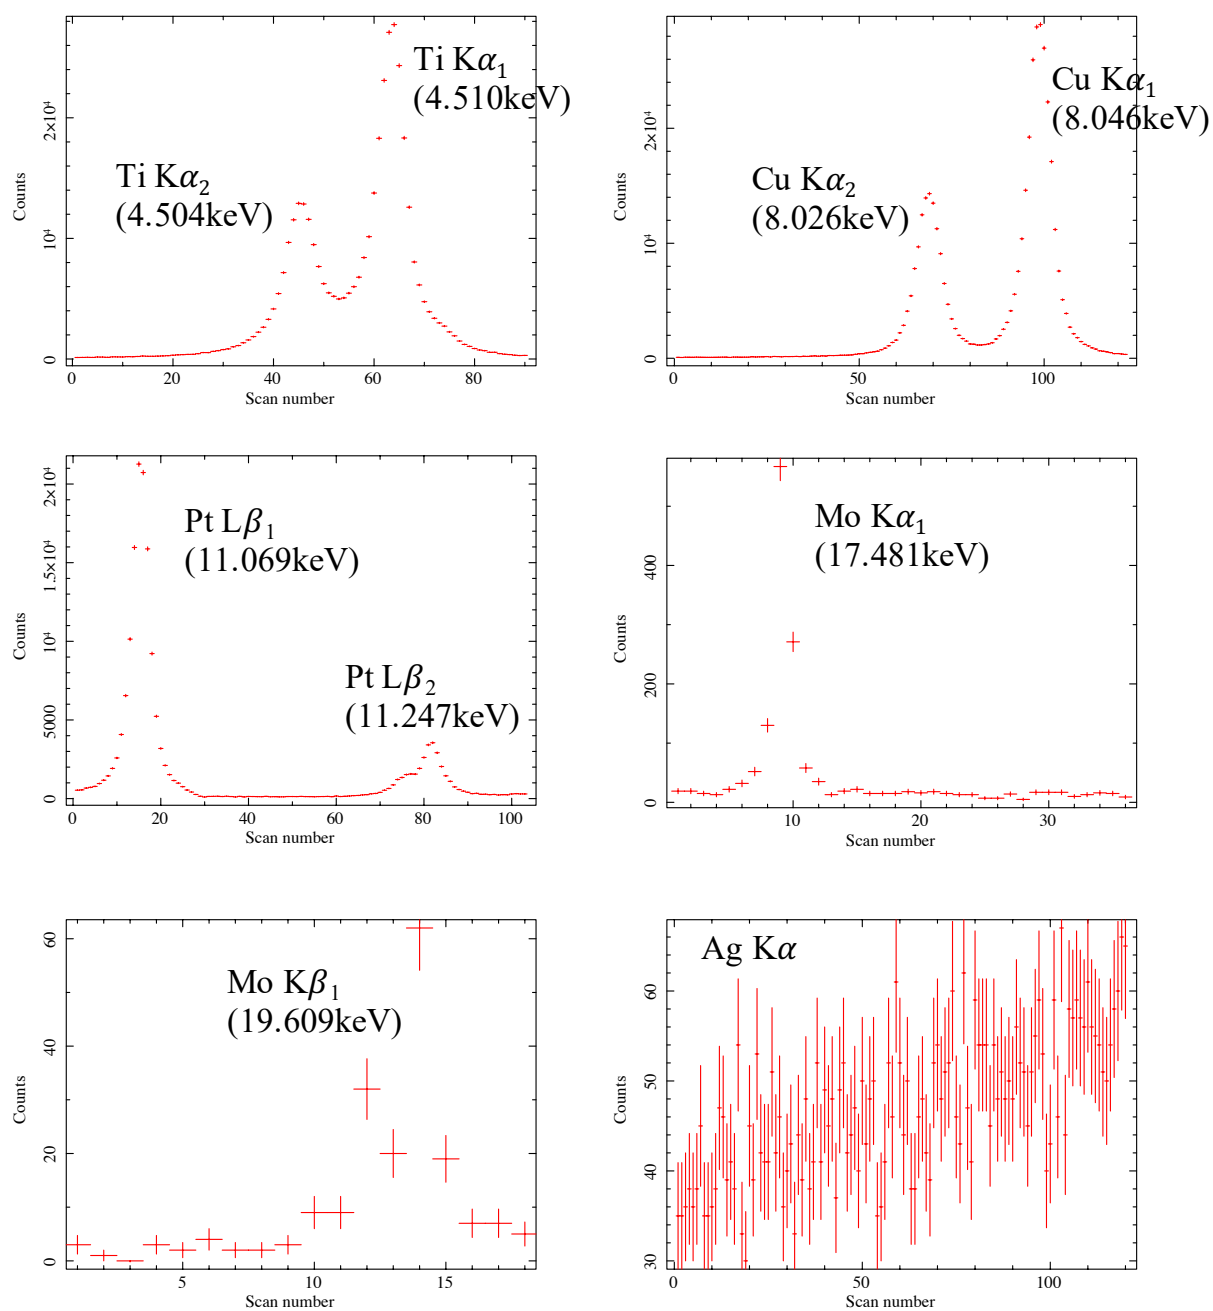 Ti Kα₁
(4.510keV)
Ti Kα₂
(4.504keV)
Counts
0
10⁴
2×10⁴
0 20 40 60 80
Scan number
Cu Kα₁
(8.046keV)
Cu Kα₂
(8.026keV)
Counts
0
10⁴
2×10⁴
0 50 100
Scan number
Pt Lβ₁
(11.069keV)
Pt Lβ₂
(11.247keV)
Counts
0
5000
10⁴
1.5×10⁴
2×10⁴
0 20 40 60 80 100
Scan number
Mo Kα₁
(17.481keV)
Counts
0
200
400
10 20 30
Scan number
Mo Kβ₁
(19.609keV)
Counts
0
20
40
60
5 10 15
Scan number
Ag Kα
Counts
30
40
50
60
0 50 100
Scan number